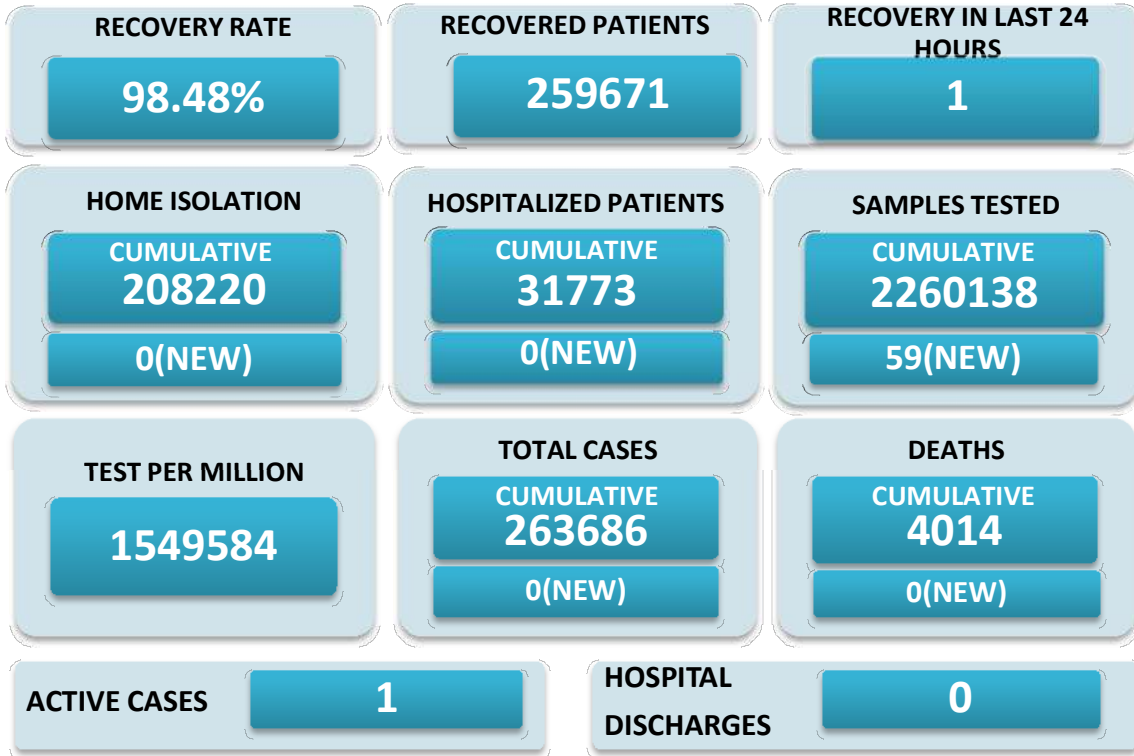 RECOVERY RATE
98.48%
RECOVERED PATIENTS
259671
RECOVERY IN LAST 24
HOURS
1
HOME ISOLATION
CUMULATIVE
208220
0(NEW)
HOSPITALIZED PATIENTS
CUMULATIVE
31773
0(NEW)
SAMPLES TESTED
CUMULATIVE
2260138
59(NEW)
TEST PER MILLION
1549584
TOTAL CASES
CUMULATIVE
263686
0(NEW)
DEATHS
CUMULATIVE
4014
0(NEW)
ACTIVE CASES
1
HOSPITAL
DISCHARGES
0